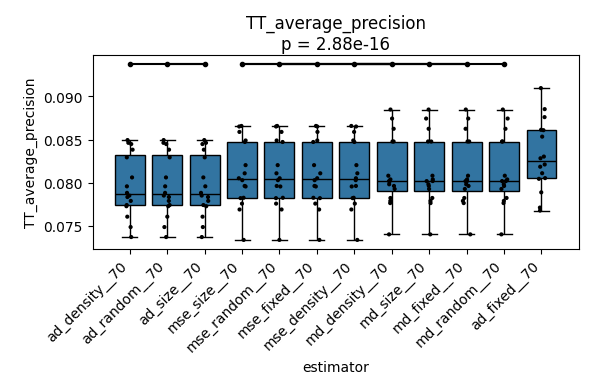 TT_average_precision
p = 2.88e-16
TT_average_precision
0.090
0.085
0.080
0.075
ad_density__70
ad_random__70
ad_size__70
mse_size__70
mse_random__70
mse_fixed__70
mse_density__70
md_density__70
md_size__70
md_fixed__70
md_random__70
ad_fixed__70
estimator